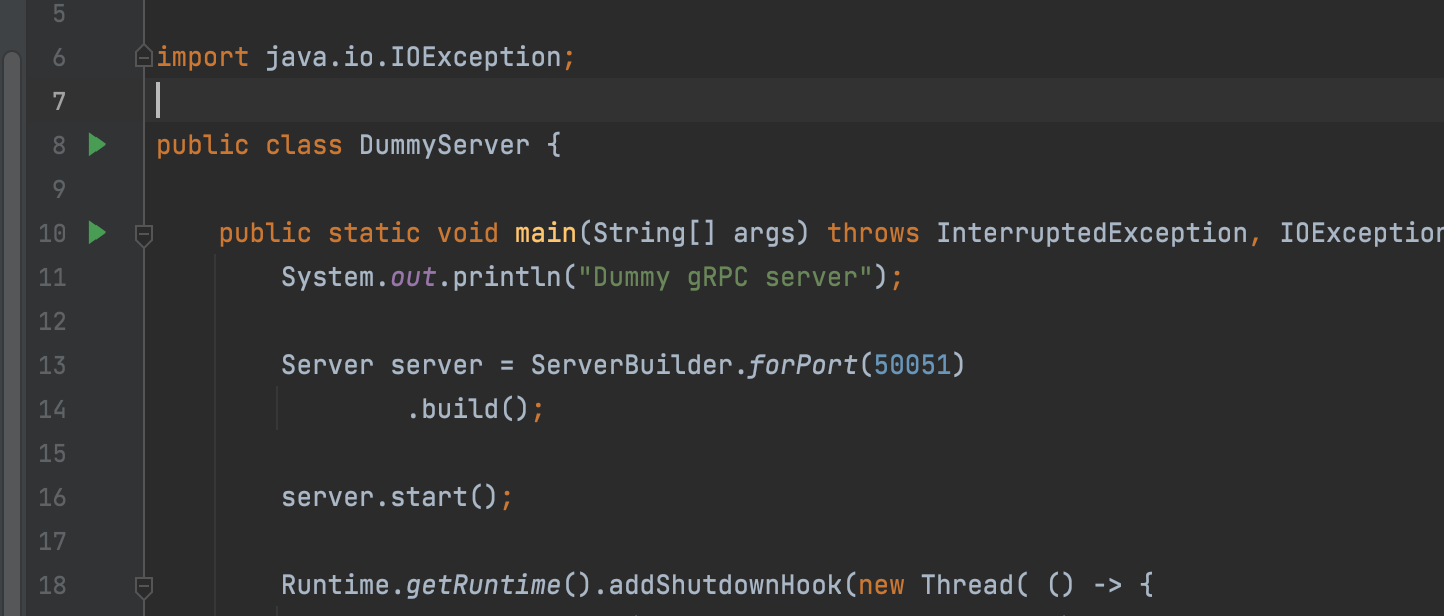 5
6 import java.io.IOException;
7
8 public class DummyServer {
9
10 public static void main(String[] args) throws InterruptedException, IOException
11 System.out.println("Dummy gRPC server");
12
13 Server server = ServerBuilder.forPort(50051)
14 .build();
15
16 server.start();
17
18 Runtime.getRuntime().addShutdownHook(new Thread( () -> {